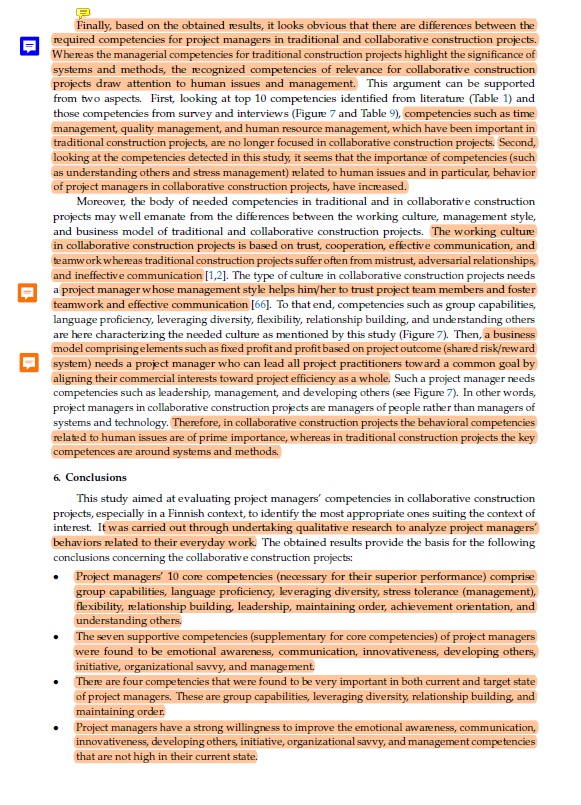 Finally, based on the obtained results, it looks obvious that there are differences between the
required competencies for project managers in traditional and collaborative construction projects.
Whereas the managerial competencies for traditional construction projects highlight the significance of
systems and methods, the recognized competencies of relevance for collaborative construction
projects draw attention to human issues and management. This argument can be supported
from two aspects. First, looking at top 10 competencies identified from literature (Table 1) and
those competencies from survey and interviews (Figure 7 and Table 9), competencies such as time
management, quality management, and human resource management, which have been important in
traditional construction projects, are no longer focused in collaborative construction projects. Second,
looking at the competencies detected in this study, it seems that the importance of competencies (such
as understanding others and stress management) related to human issues and in particular, behavior
of project managers in collaborative construction projects, have increased.
Moreover, the body of needed competencies in traditional and in collaborative construction
projects may well emanate from the differences between the working culture, management style,
and business model of traditional and collaborative construction projects. The working culture
in collaborative construction projects is based on trust, cooperation, effective communication, and
teamwork whereas traditional construction projects suffer often from mistrust, adversarial relationships,
and ineffective communication [1,2]. The type of culture in collaborative construction projects needs
a project manager whose management style helps him/her to trust project team members and foster
teamwork and effective communication [66]. To that end, competencies such as group capabilities,
language proficiency, leveraging diversity, flexibility, relationship building, and understanding others
are here characterizing the needed culture as mentioned by this study (Figure 7). Then, a business
model comprising elements such as fixed profit and profit based on project outcome (shared risk/reward
system) needs a project manager who can lead all project practitioners toward a common goal by
aligning their commercial interests toward project efficiency as a whole. Such a project manager needs
competencies such as leadership, management, and developing others (see Figure 7). In other words,
project managers in collaborative construction projects are managers of people rather than managers of
systems and technology. Therefore, in collaborative construction projects the behavioral competencies
related to human issues are of prime importance, whereas in traditional construction projects the key
competences are around systems and methods.
6. Conclusions
This study aimed at evaluating project managers' competencies in collaborative construction
projects, especially in a Finnish context, to identify the most appropriate ones suiting the context of
interest. It was carried out through undertaking qualitative research to analyze project managers'
behaviors related to their everyday work. The obtained results provide the basis for the following
conclusions concerning the collaborative construction projects:
• Project managers' 10 core competencies (necessary for their superior performance) comprise
group capabilities, language proficiency, leveraging diversity, stress tolerance (management),
flexibility, relationship building, leadership, maintaining order, achievement orientation, and
understanding others.
• The seven supportive competencies (supplementary for core competencies) of project managers
were found to be emotional awareness, communication, innovativeness, developing others,
initiative, organizational savvy, and management.
• There are four competencies that were found to be very important in both current and target state
of project managers. These are group capabilities, leveraging diversity, relationship building, and
maintaining order.
• Project managers have a strong willingness to improve the emotional awareness, communication,
innovativeness, developing others, initiative, organizational savvy, and management competencies
that are not high in their current state.